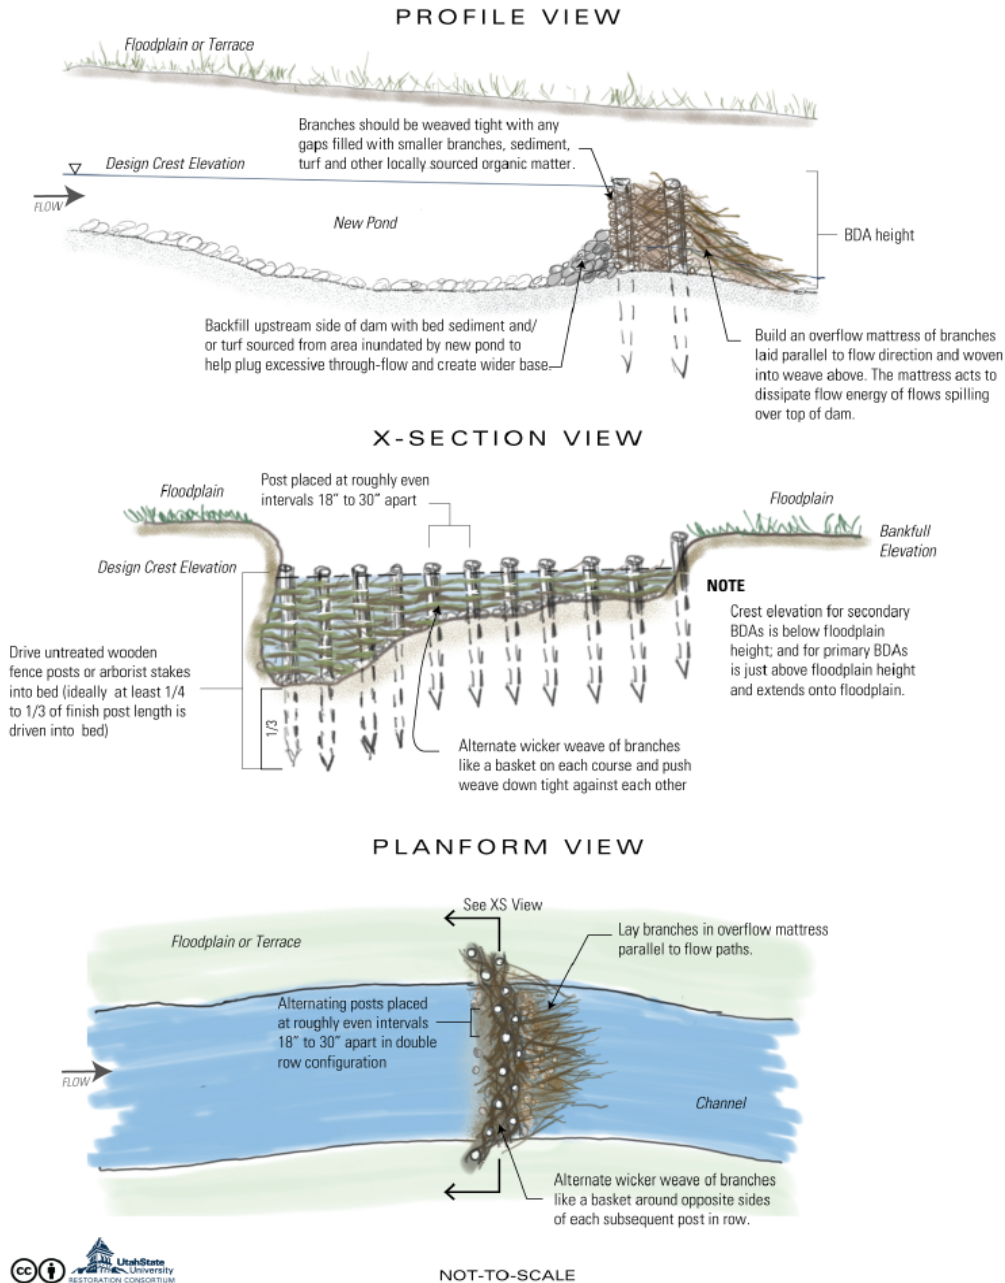 PROFILE VIEW
Floodplain or Terrace
Branches should be weaved tight with any
gaps filled with smaller branches, sediment,
turf and other locally sourced organic matter.
Design Crest Elevation
FLOW
New Pond
BDA height
Backfill upstream side of dam with bed sediment and/
or turf sourced from area inundated by new pond to
help plug excessive through-flow and create wider base.
Build an overflow mattress of branches
laid parallel to flow direction and woven
into weave above. The mattress acts to
dissipate flow energy of flows spilling
over top of dam.
X-SECTION VIEW
Floodplain
Post placed at roughly even
intervals 18" to 30" apart
Floodplain
Bankfull
Elevation
Design Crest Elevation
NOTE
Crest elevation for secondary
BDAs is below floodplain
height; and for primary BDAs
is just above floodplain height
and extends onto floodplain.
Drive untreated wooden
fence posts or arborist stakes
into bed (ideally at least 1/4
to 1/3 of finish post length is
driven into bed)
1/3
Alternate wicker weave of branches
like a basket on each course and push
weave down tight against each other
PLANFORM VIEW
See XS View
Floodplain or Terrace
Lay branches in overflow mattress
parallel to flow paths.
Alternating posts placed
at roughly even intervals
18" to 30" apart in double
row configuration
FLOW
Channel
Alternate wicker weave of branches
like a basket around opposite sides
of each subsequent post in row.
cc
UtahState
University
RESTORATION CONSORTIUM
NOT-TO-SCALE